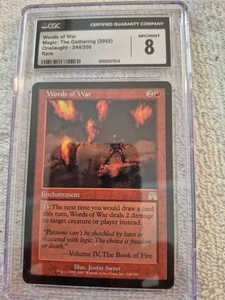 CGC
CERTIFIED GUARANTY COMPANY
Words of War
Magic: The Gathering (2002)
Onslaught - 244/350
Rare
NM/MINT
8
Words of War
2
Enchantment
The next time you would draw a card
this turn, Words of War deals 2 damage
to target creature or player instead.
"Passions can't be shackled by laws or
mastered with logic. The choice is freedom
or death."
—Volume IV, The Book of Fire
Illus. Justin Sweet